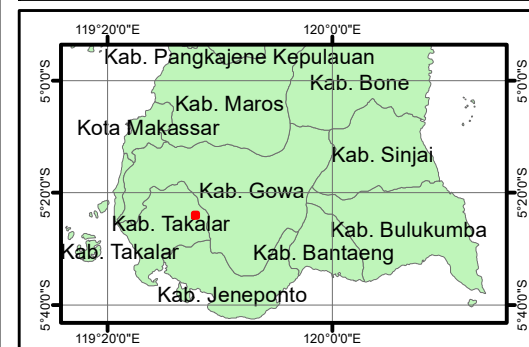 119°20'0"E 120°0'0"E
Kab. Pangkajene Kepulauan
5°0'0"S 5°0'0"S
Kab. Bone
Kab. Maros
Kota Makassar
Kab. Sinjai
5°20'0"S 5°20'0"S
Kab. Gowa
Kab. Takalar
Kab. Bulukumba
Kab. Takalar
Kab. Bantaeng
Kab. Jeneponto
5°40'0"S 5°40'0"S
119°20'0"E 120°0'0"E